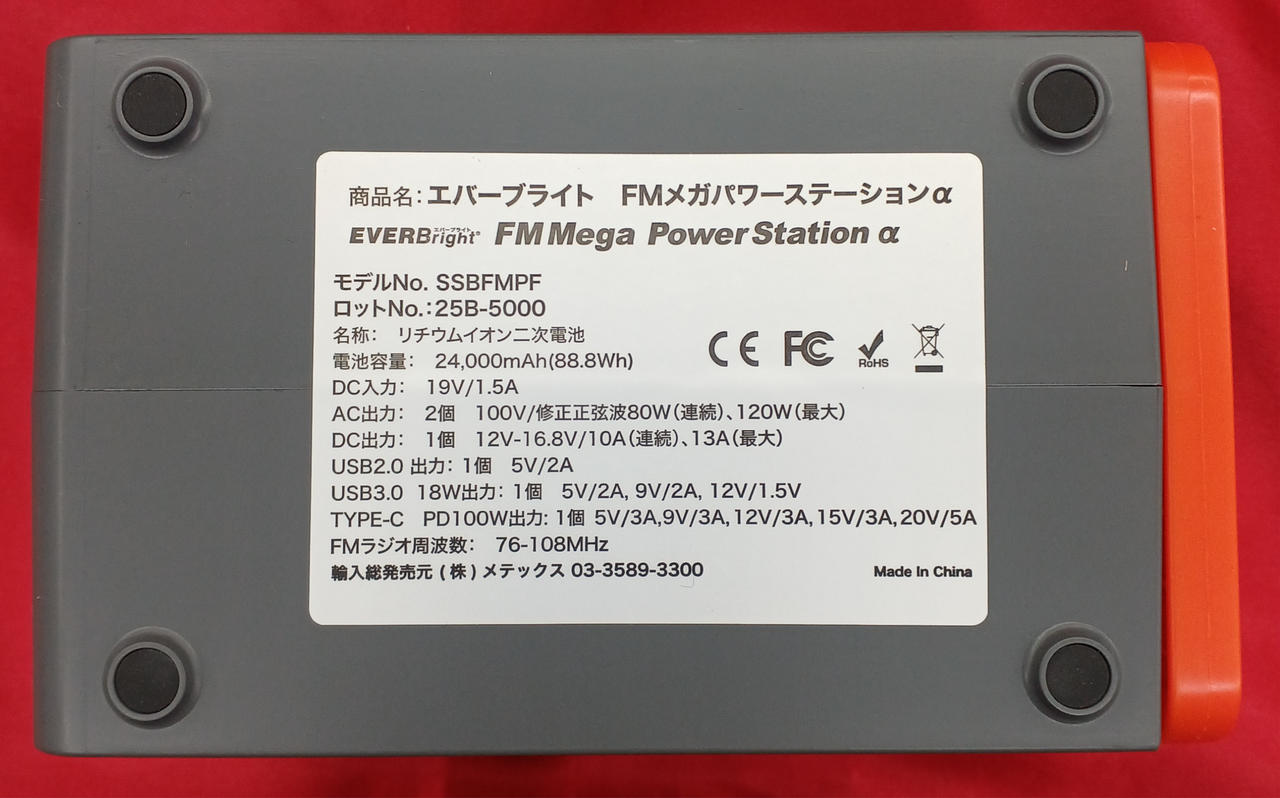 商品名：エバーブライト　FMメガパワーステーションα
EVERBright エバーブライト® FM Mega Power Station α
モデルNo. SSBFMPF
ロットNo.：25B-5000
名称：　リチウムイオン二次電池
電池容量：　24,000mAh(88.8Wh)
DC入力：　19V/1.5A
AC出力：　2個　100V/修正正弦波80W（連続）、120W（最大）
DC出力：　1個　12V-16.8V/10A（連続）、13A（最大）
USB2.0 出力：1個　5V/2A
USB3.0 18W出力：1個　5V/2A, 9V/2A, 12V/1.5V
TYPE-C　PD100W出力：1個 5V/3A,9V/3A,12V/3A,15V/3A,20V/5A
FMラジオ周波数：　76-108MHz
輸入総発売元 (株) メテックス 03-3589-3300
Made In China
CE FC RoHS